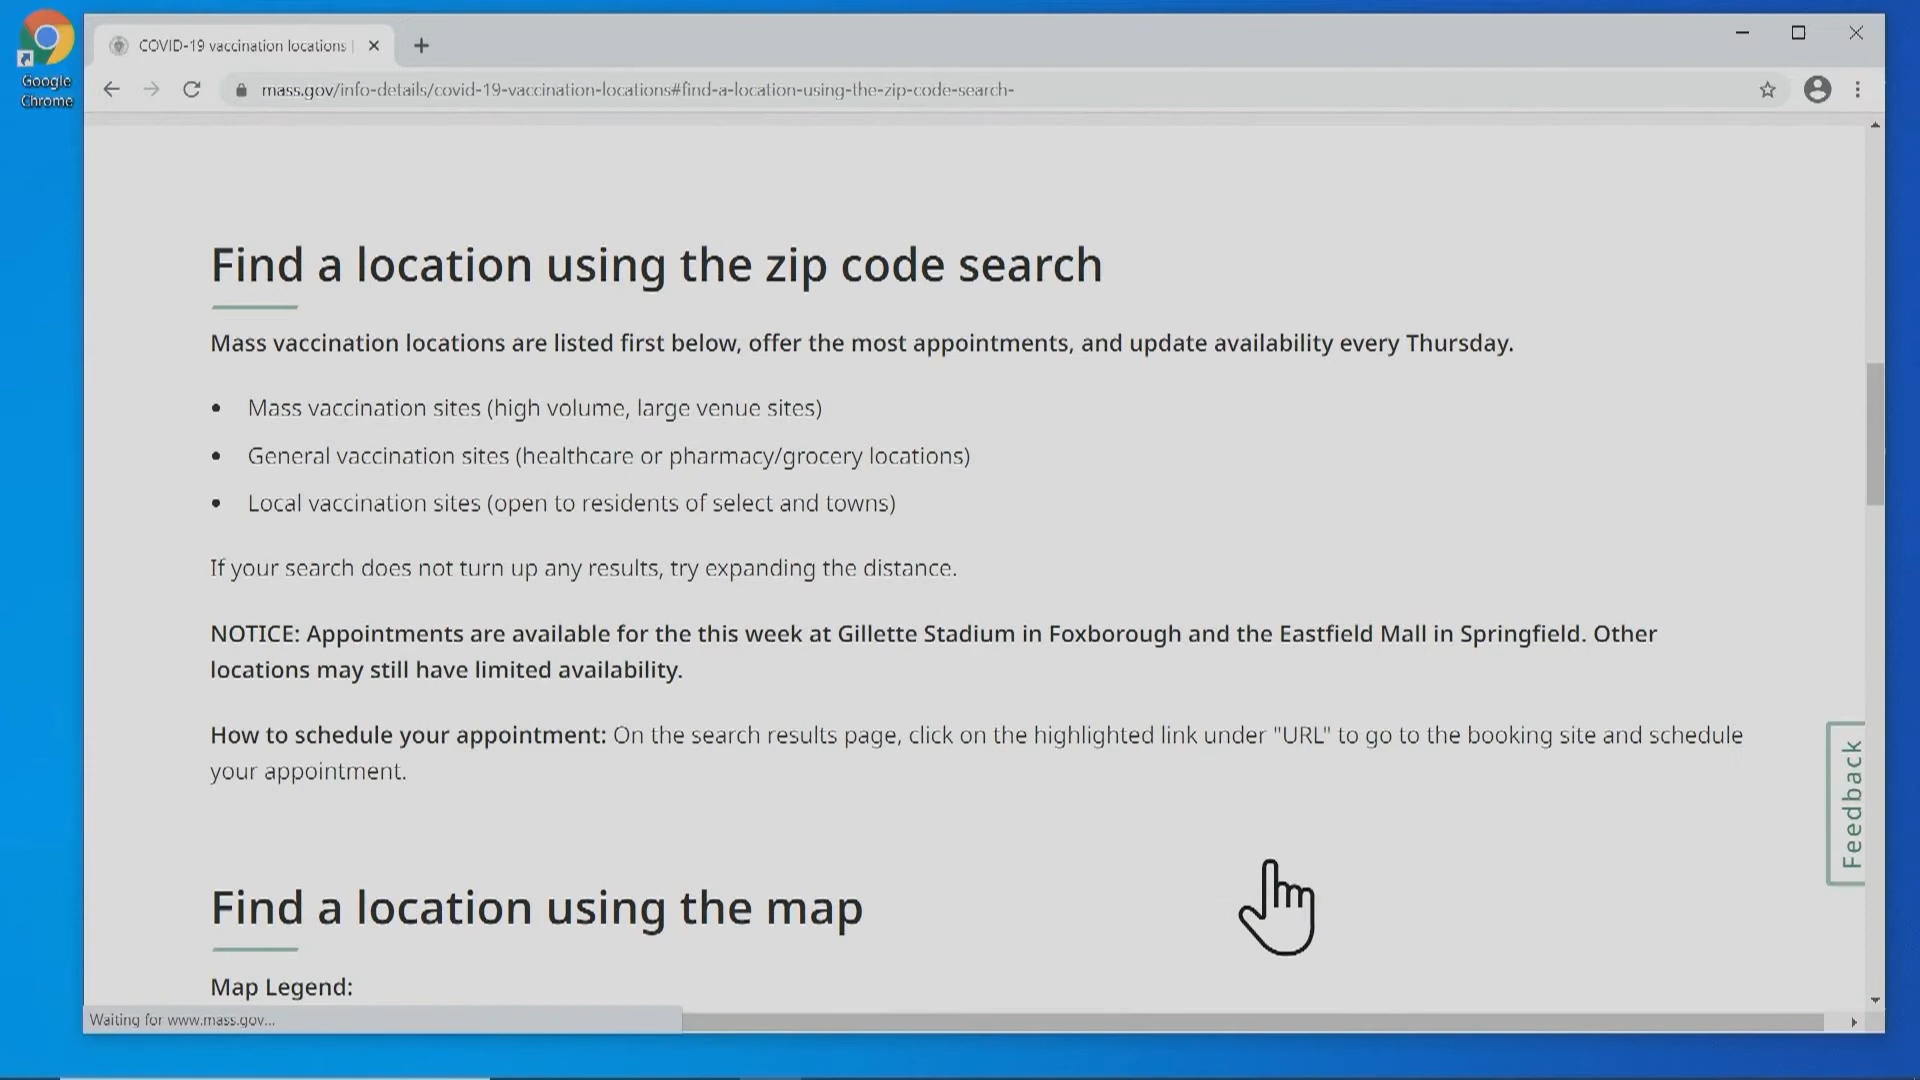 Google
Chrome
COVID-19 vaccination locations |
mass.gov/info-details/covid-19-vaccination-locations#find-a-location-using-the-zip-code-search-
Find a location using the zip code search
Mass vaccination locations are listed first below, offer the most appointments, and update availability every Thursday.
• Mass vaccination sites (high volume, large venue sites)
• General vaccination sites (healthcare or pharmacy/grocery locations)
• Local vaccination sites (open to residents of select and towns)
If your search does not turn up any results, try expanding the distance.
NOTICE: Appointments are available for the this week at Gillette Stadium in Foxborough and the Eastfield Mall in Springfield. Other
locations may still have limited availability.
How to schedule your appointment: On the search results page, click on the highlighted link under "URL" to go to the booking site and schedule
your appointment.
Feedback
Find a location using the map
Map Legend:
Waiting for www.mass.gov...